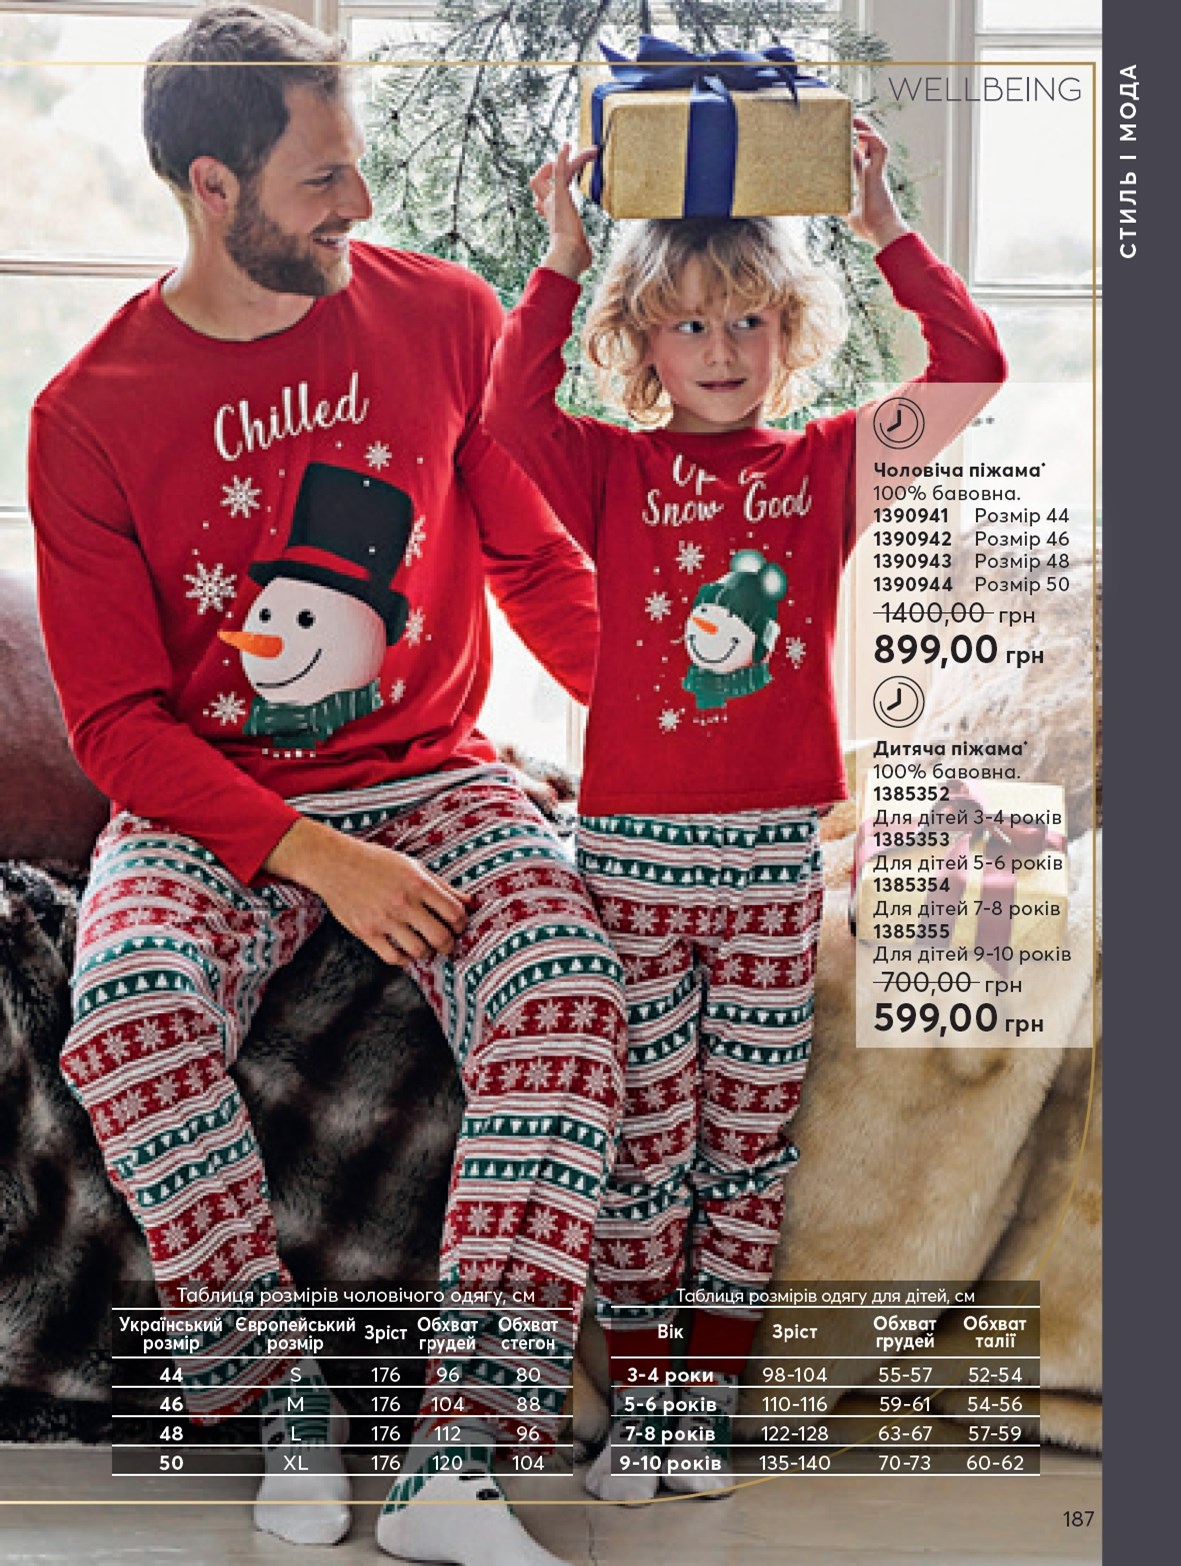 WELLBEING
СТИЛЬ І МОДА
Chilled
Snow Good
Чоловіча піжама*
100% бавовна.
1390941 Розмір 44
1390942 Розмір 46
1390943 Розмір 48
1390944 Розмір 50
1400,00 грн
899,00 грн
Дитяча піжама*
100% бавовна.
1385352
Для дітей 3-4 років
1385353
Для дітей 5-6 років
1385354
Для дітей 7-8 років
1385355
Для дітей 9-10 років
700,00 грн
599,00 грн
Таблиця розмірів чоловічого одягу, см
Український розмір Європейський розмір Зріст Обхват грудей Обхват стегон
44 S 176 96 80
46 M 176 104 88
48 L 176 112 96
50 XL 176 120 104
Таблиця розмірів одягу для дітей, см
Вік Зріст Обхват грудей Обхват талії
3-4 роки 98-104 55-57 52-54
5-6 років 110-116 59-61 54-56
7-8 років 122-128 63-67 57-59
9-10 років 135-140 70-73 60-62
187